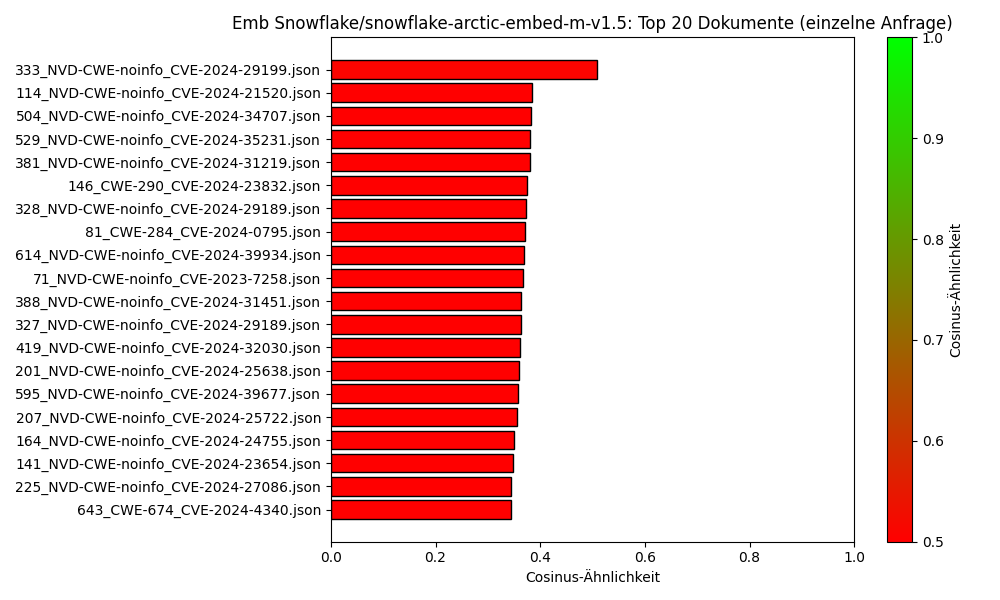 Emb Snowflake/snowflake-arctic-embed-m-v1.5: Top 20 Dokumente (einzelne Anfrage)
333_NVD-CWE-noinfo_CVE-2024-29199.json
114_NVD-CWE-noinfo_CVE-2024-21520.json
504_NVD-CWE-noinfo_CVE-2024-34707.json
529_NVD-CWE-noinfo_CVE-2024-35231.json
381_NVD-CWE-noinfo_CVE-2024-31219.json
146_CWE-290_CVE-2024-23832.json
328_NVD-CWE-noinfo_CVE-2024-29189.json
81_CWE-284_CVE-2024-0795.json
614_NVD-CWE-noinfo_CVE-2024-39934.json
71_NVD-CWE-noinfo_CVE-2023-7258.json
388_NVD-CWE-noinfo_CVE-2024-31451.json
327_NVD-CWE-noinfo_CVE-2024-29189.json
419_NVD-CWE-noinfo_CVE-2024-32030.json
201_NVD-CWE-noinfo_CVE-2024-25638.json
595_NVD-CWE-noinfo_CVE-2024-39677.json
207_NVD-CWE-noinfo_CVE-2024-25722.json
164_NVD-CWE-noinfo_CVE-2024-24755.json
141_NVD-CWE-noinfo_CVE-2024-23654.json
225_NVD-CWE-noinfo_CVE-2024-27086.json
643_CWE-674_CVE-2024-4340.json
0.0 0.2 0.4 0.6 0.8 1.0
Cosinus-Ähnlichkeit
1.0
0.9
0.8
0.7
0.6
0.5
Cosinus-Ähnlichkeit